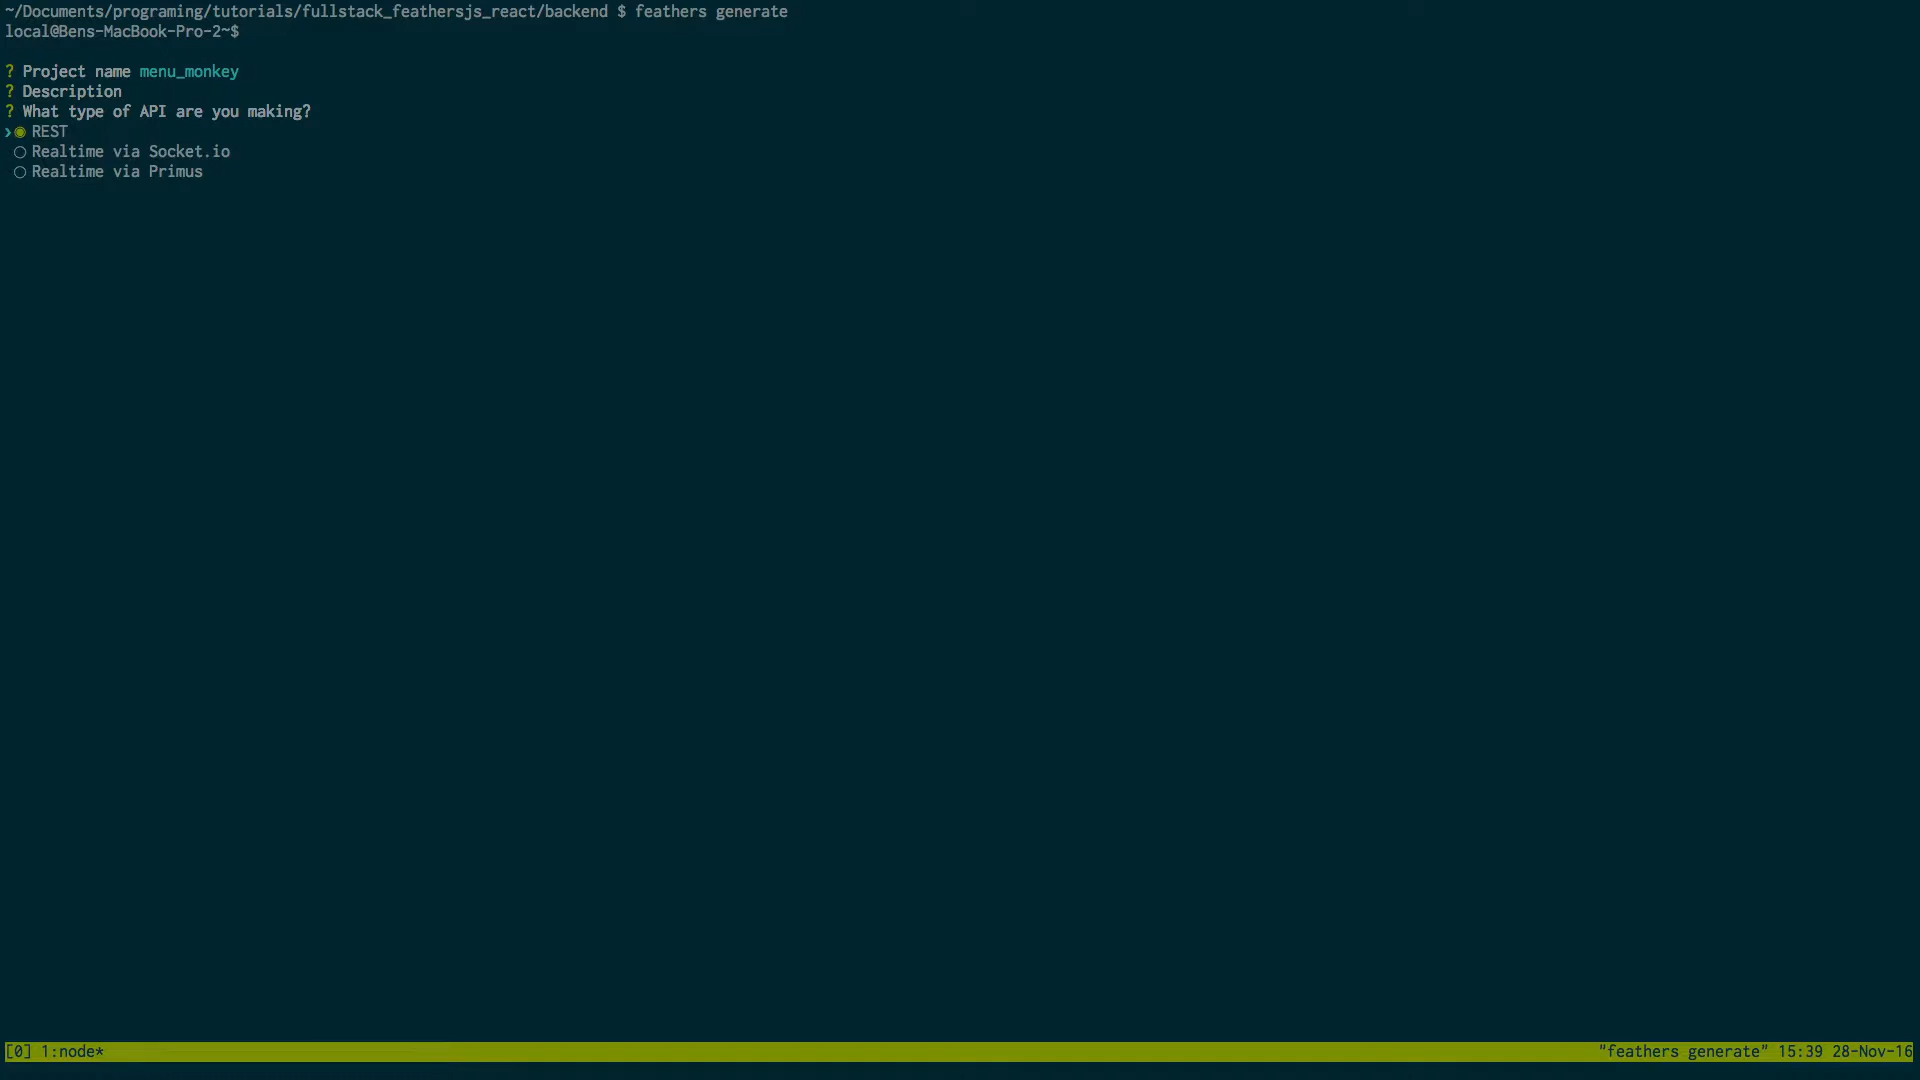 ~/Documents/programing/tutorials/fullstack_feathersjs_react/backend $ feathers generate
local@Bens-MacBook-Pro-2~$
? Project name menu_monkey
? Description
? What type of API are you making?
❯◉ REST
◯ Realtime via Socket.io
◯ Realtime via Primus
[0] 1:node* "feathers generate" 15:39 28-Nov-16